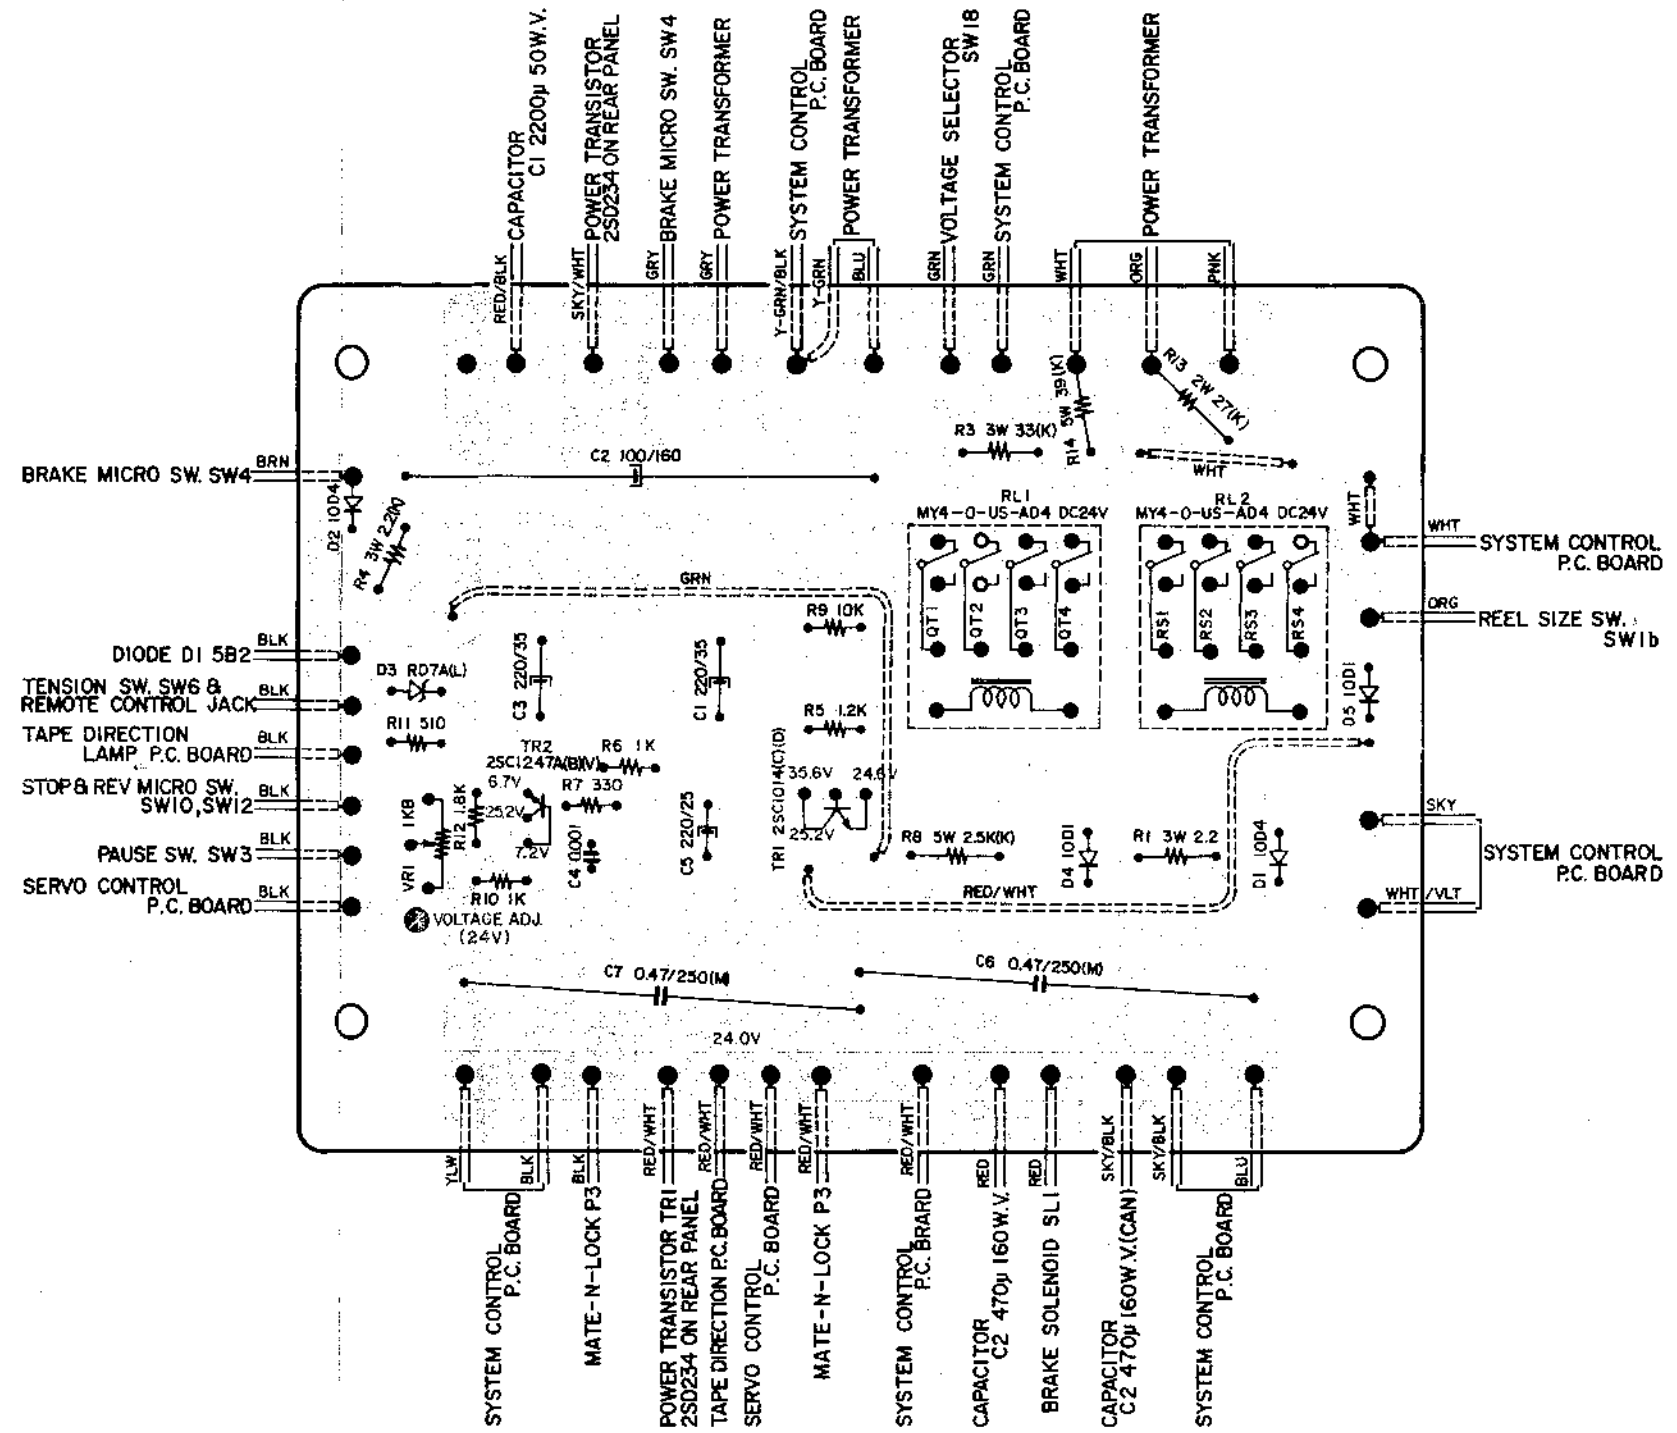 CAPACITOR
C1 2200µ 50W.V.
POWER TRANSISTOR
2SD234 ON REAR PANEL
BRAKE MICRO SW. SW4
POWER TRANSFORMER
SYSTEM CONTROL
P.C. BOARD
POWER TRANSFORMER
VOLTAGE SELECTOR
SW18
SYSTEM CONTROL
P.C. BOARD
POWER TRANSFORMER
RED/BLK
SKY/WHT
GRY
GRY
Y-GRN/BLK
Y-GRN
BLU
GRN
GRN
WHT
ORG
PNK
R13 2W 27(K)
R14 5W 39(K)
R3 3W 33(K)
WHT
C2 100/160
BRAKE MICRO SW. SW4
BRN
D2 10D4
R4 3W 2.2(K)
RL1
MY4-0-US-AD4 DC24V
RL2
MY4-0-US-AD4 DC24V
WHT
WHT
SYSTEM CONTROL
P.C. BOARD
GRN
R9 10K
QT1
QT2
QT3
QT4
RS1
RS2
RS3
RS4
ORG
REEL SIZE SW.
SW1b
DIODE D1 5B2
BLK
D3 RD7A(L)
C3 220/35
C1 220/35
D5 10D1
TENSION SW. SW6 &
REMOTE CONTROL JACK
BLK
R11 510
R5 1.2K
TAPE DIRECTION
LAMP P.C. BOARD
BLK
TR2
2SC1247A(B)(V)
R6 1K
TR1 2SC1014(C)(D)
35.6V
24.6V
25.2V
STOP & REV MICRO SW.
SW10, SW12
BLK
6.7V
25.2V
7.2V
R7 330
VR1 1KB
R12 1.8K
C4 0.001
C5 220/25
SKY
PAUSE SW. SW3
BLK
R8 5W 2.5K(K)
D4 10D1
R1 3W 2.2
D1 10D4
SYSTEM CONTROL
P.C. BOARD
SERVO CONTROL
P.C. BOARD
BLK
R10 1K
RED/WHT
WHT/VLT
VOLTAGE ADJ.
(24V)
C7 0.47/250(M)
C6 0.47/250(M)
24.0V
YLW
BLK
BLK
RED/WHT
RED/WHT
RED/WHT
RED/WHT
RED/WHT
RED
RED
SKY/BLK
SKY/BLK
BLU
SYSTEM CONTROL
P.C. BOARD
MATE-N-LOCK P3
POWER TRANSISTOR TR1
2SD234 ON REAR PANEL
TAPE DIRECTION P.C. BOARD
SERVO CONTROL
P.C. BOARD
MATE-N-LOCK P3
SYSTEM CONTROL
P.C. BRARD
CAPACITOR
C2 470µ 160W.V.
BRAKE SOLENOID SL1
CAPACITOR
C2 470µ 160W.V.(CAN)
SYSTEM CONTROL
P.C. BOARD